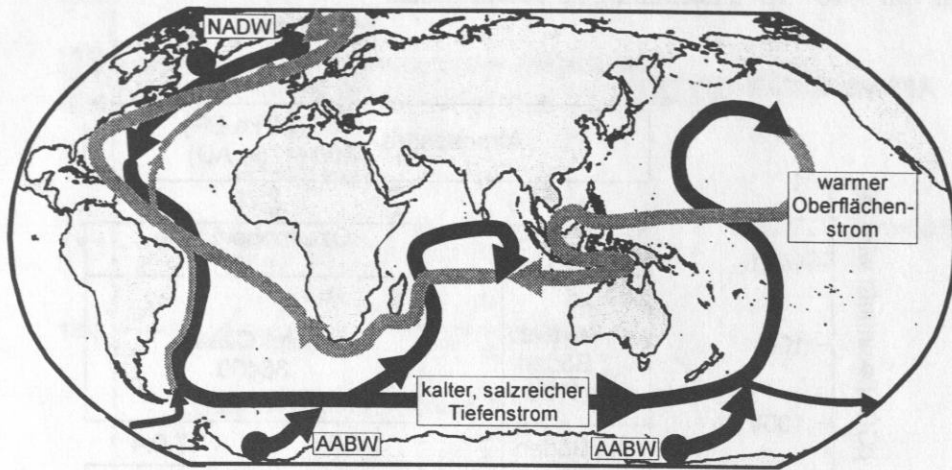 NADW
warmer
Oberflächen-
strom
kalter, salzreicher
Tiefenstrom
AABW
AABW